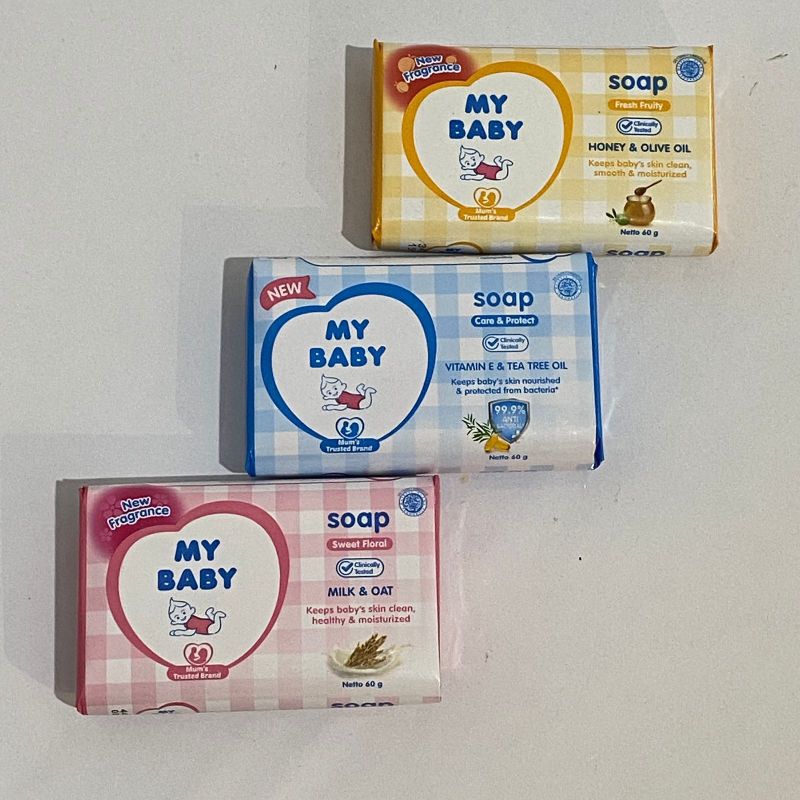 New
Fragrance
MY
BABY
Mum's
Trusted Brand
soap
Fresh Fruity
Clinically
Tested
HONEY & OLIVE OIL
Keeps baby's skin clean,
smooth & moisturized
Netto 60 g
soap
NEW
MY
BABY
Mum's
Trusted Brand
soap
Care & Protect
Clinically
Tested
VITAMIN E & TEA TREE OIL
Keeps baby's skin nourished
& protected from bacteria*
99.9%
ANTI
BACTERIAL
Netto 60 g
New
Fragrance
MY
BABY
Mum's
Trusted Brand
soap
Sweet Floral
Clinically
Tested
MILK & OAT
Keeps baby's skin clean,
healthy & moisturized
Netto 60 g
MY
soap